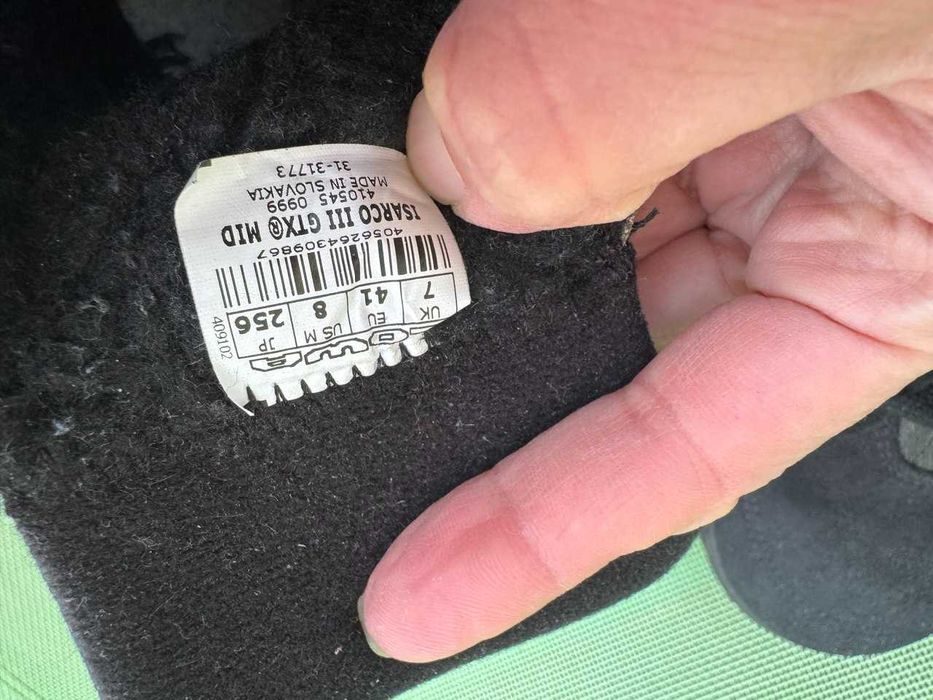 LOWA
UK EU US M JP
7 41 8 256
4056264309867
ISARCO III GTX® MID
410545 0999
MADE IN SLOVAKIA
31-31773
409102